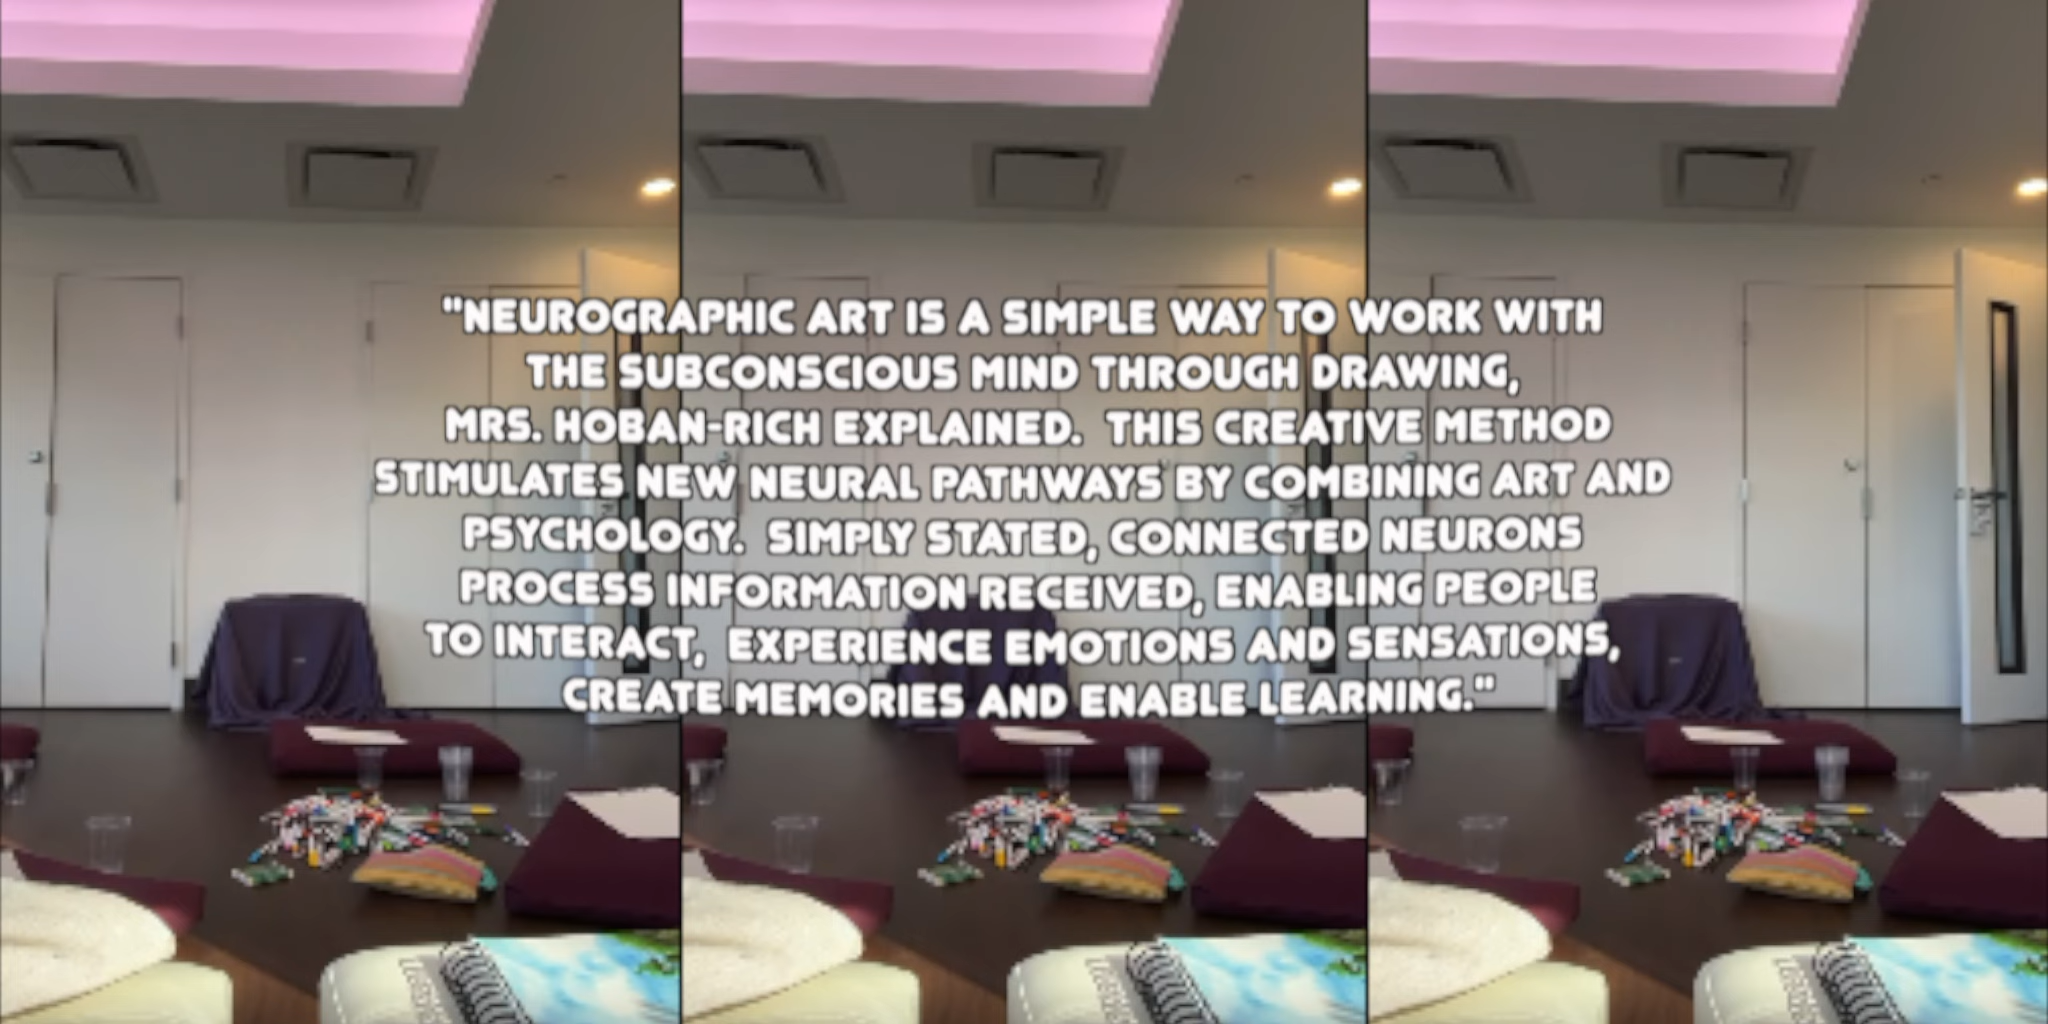 "NEUROGRAPHIC ART IS A SIMPLE WAY TO WORK WITH
THE SUBCONSCIOUS MIND THROUGH DRAWING,
MRS. HOBAN-RICH EXPLAINED. THIS CREATIVE METHOD
STIMULATES NEW NEURAL PATHWAYS BY COMBINING ART AND
PSYCHOLOGY. SIMPLY STATED, CONNECTED NEURONS
PROCESS INFORMATION RECEIVED, ENABLING PEOPLE
TO INTERACT, EXPERIENCE EMOTIONS AND SENSATIONS,
CREATE MEMORIES AND ENABLE LEARNING."